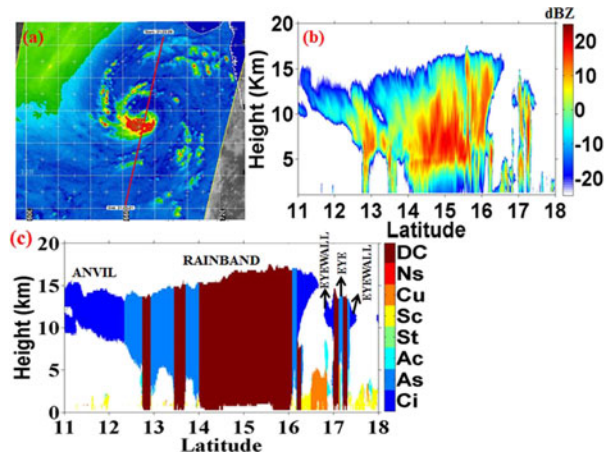 (a)
(b)
dBZ
20
15
10
5
Height (Km)
11 12 13 14 15 16 17 18
Latitude
20
10
0
-10
-20
(c)
20
15
10
5
0
Height (Km)
ANVIL
RAINBAND
EYEWALL
EYE
EYEWALL
11 12 13 14 15 16 17 18
Latitude
DC
Ns
Cu
Sc
St
Ac
As
Ci